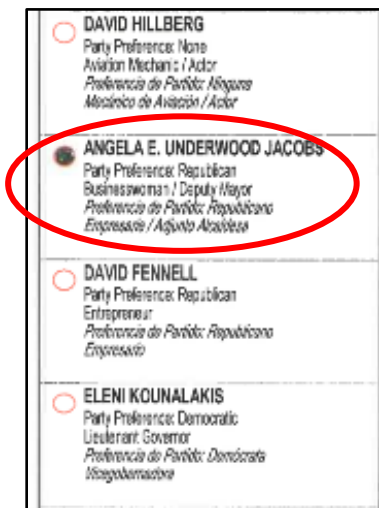 DAVID HILLBERG
Party Preference: None
Aviation Mechanic / Actor
Preferencia de Partido: Ninguna
Mecánico de Aviación / Actor
ANGELA E. UNDERWOOD JACOBS
Party Preference: Republican
Businesswoman / Deputy Mayor
Preferencia de Partido: Republicano
Empresaria / Adjunto Alcaldesa
DAVID FENNELL
Party Preference: Republican
Entrepreneur
Preferencia de Partido: Republicano
Empresario
ELENI KOUNALAKIS
Party Preference: Democratic
Lieutenant Governor
Preferencia de Partido: Demócrata
Vicegobernadora